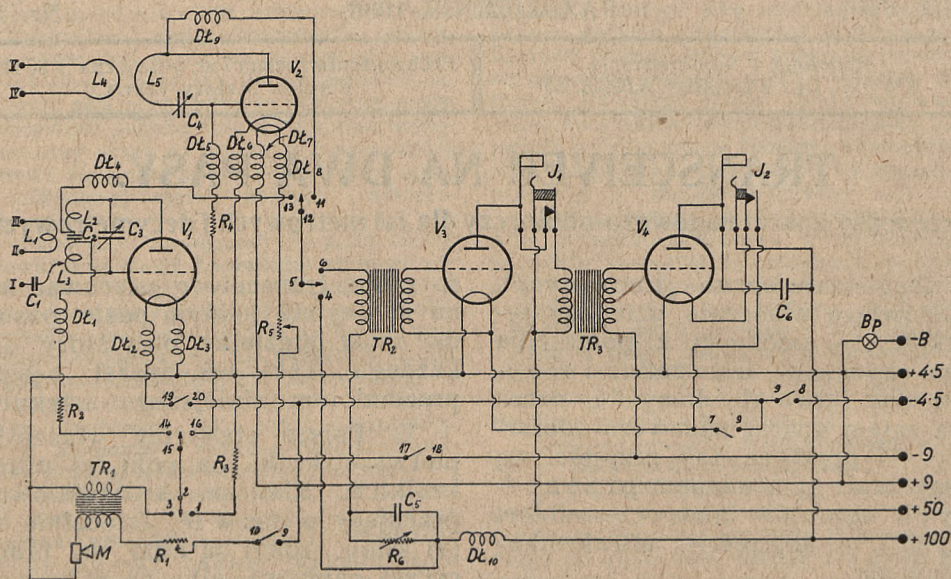 DŁ9
V
IV
L4
L5
V2
C4
DŁ5
DŁ6
DŁ7
DŁ8
DŁ4
13
11
12
R4
III
II
I
L1
L2
C2
L3
C3
V1
C1
DŁ1
DŁ2
DŁ3
5
6
4
R5
TR2
V3
J1
TR3
V4
J2
C6
Bp
-B
+4·5
-4·5
-9
+9
+50
+100
R2
19
20
14
16
15
R3
17
18
9
8
7
9
TR1
3
2
1
M
R1
10
9
C5
R6
DŁ10